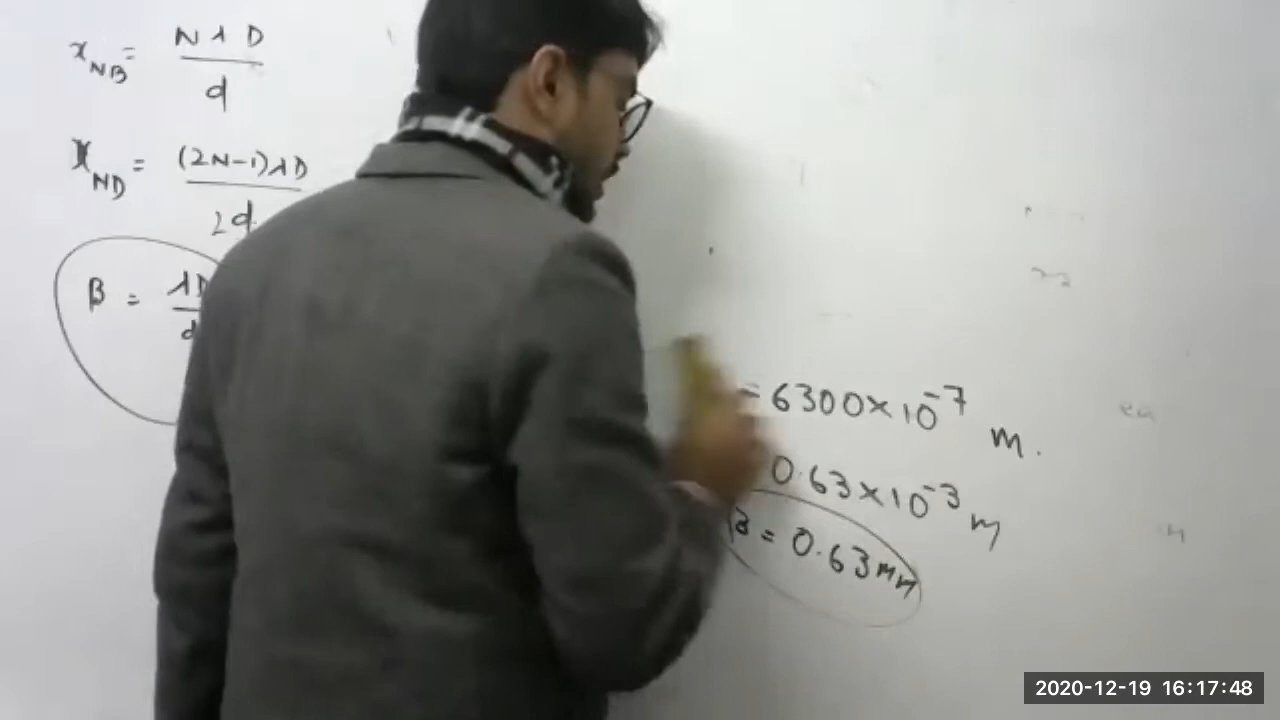 x_NB = NλD/d
x_ND = (2N-1)λD/2d
β = λD/d
= 6300×10^-7 m.
0.63×10^-3 m
β = 0.63mm
2020-12-19 16:17:48